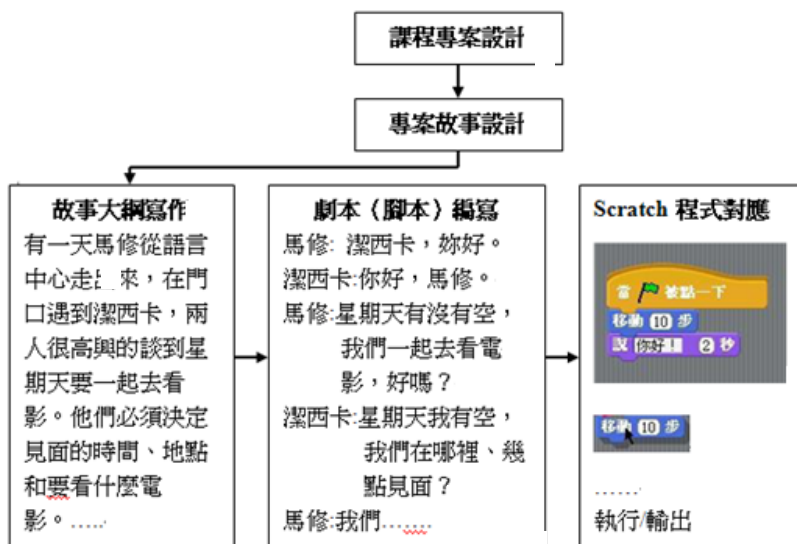 課程專案設計
專案故事設計
故事大綱寫作
有一天馬修從語言
中心走出來，在門
口遇到潔西卡，兩
人很高興的談到星
期天要一起去看
影。他們必須決定
見面的時間、地點
和要看什麼電
影。…..
劇本（腳本）編寫
馬修: 潔西卡，妳好。
潔西卡:你好，馬修。
馬修:星期天有沒有空，
我們一起去看電
影，好嗎？
潔西卡:星期天我有空，
我們在哪裡、幾
點見面？
馬修:我們…….
Scratch 程式對應
當 被點一下
移動 10 步
說 你好！ 2 秒
移動 10 步
……
執行/輸出